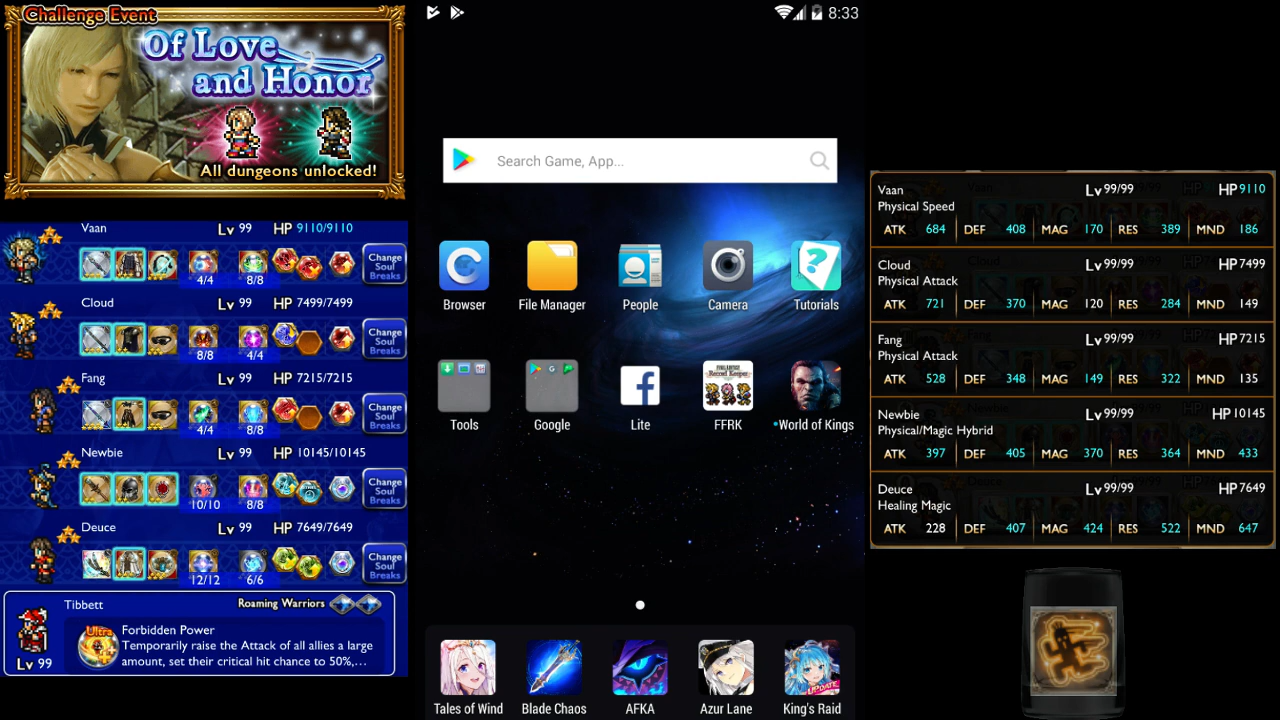 Challenge Event
Of Love
and Honor
All dungeons unlocked!
Vaan
Lv 99
HP 9110/9110
4/4
8/8
Change
Soul
Breaks
Cloud
Lv 99
HP 7499/7499
8/8
4/4
Change
Soul
Breaks
Fang
Lv 99
HP 7215/7215
4/4
8/8
Change
Soul
Breaks
Newbie
Lv 99
HP 10145/10145
10/10
8/8
Change
Soul
Breaks
Deuce
Lv 99
HP 7649/7649
12/12
6/6
Change
Soul
Breaks
Tibbett
Roaming Warriors
Lv 99
Ultra
Forbidden Power
Temporarily raise the Attack of all allies a large
amount, set their critical hit chance to 50%,...
8:33
Search Game, App...
Browser
File Manager
People
Camera
Tutorials
Tools
Google
Lite
FINAL FANTASY
Record Keeper
FFRK
World of Kings
UPDATE
Tales of Wind
Blade Chaos
AFKA
Azur Lane
King's Raid
Vaan
Lv 99/99
HP 9110
Physical Speed
ATK 684 DEF 408 MAG 170 RES 389 MND 186
Cloud
Lv 99/99
HP 7499
Physical Attack
ATK 721 DEF 370 MAG 120 RES 284 MND 149
Fang
Lv 99/99
HP 7215
Physical Attack
ATK 528 DEF 348 MAG 149 RES 322 MND 135
Newbie
Lv 99/99
HP 10145
Physical/Magic Hybrid
ATK 397 DEF 405 MAG 370 RES 364 MND 433
Deuce
Lv 99/99
HP 7649
Healing Magic
ATK 228 DEF 407 MAG 424 RES 522 MND 647